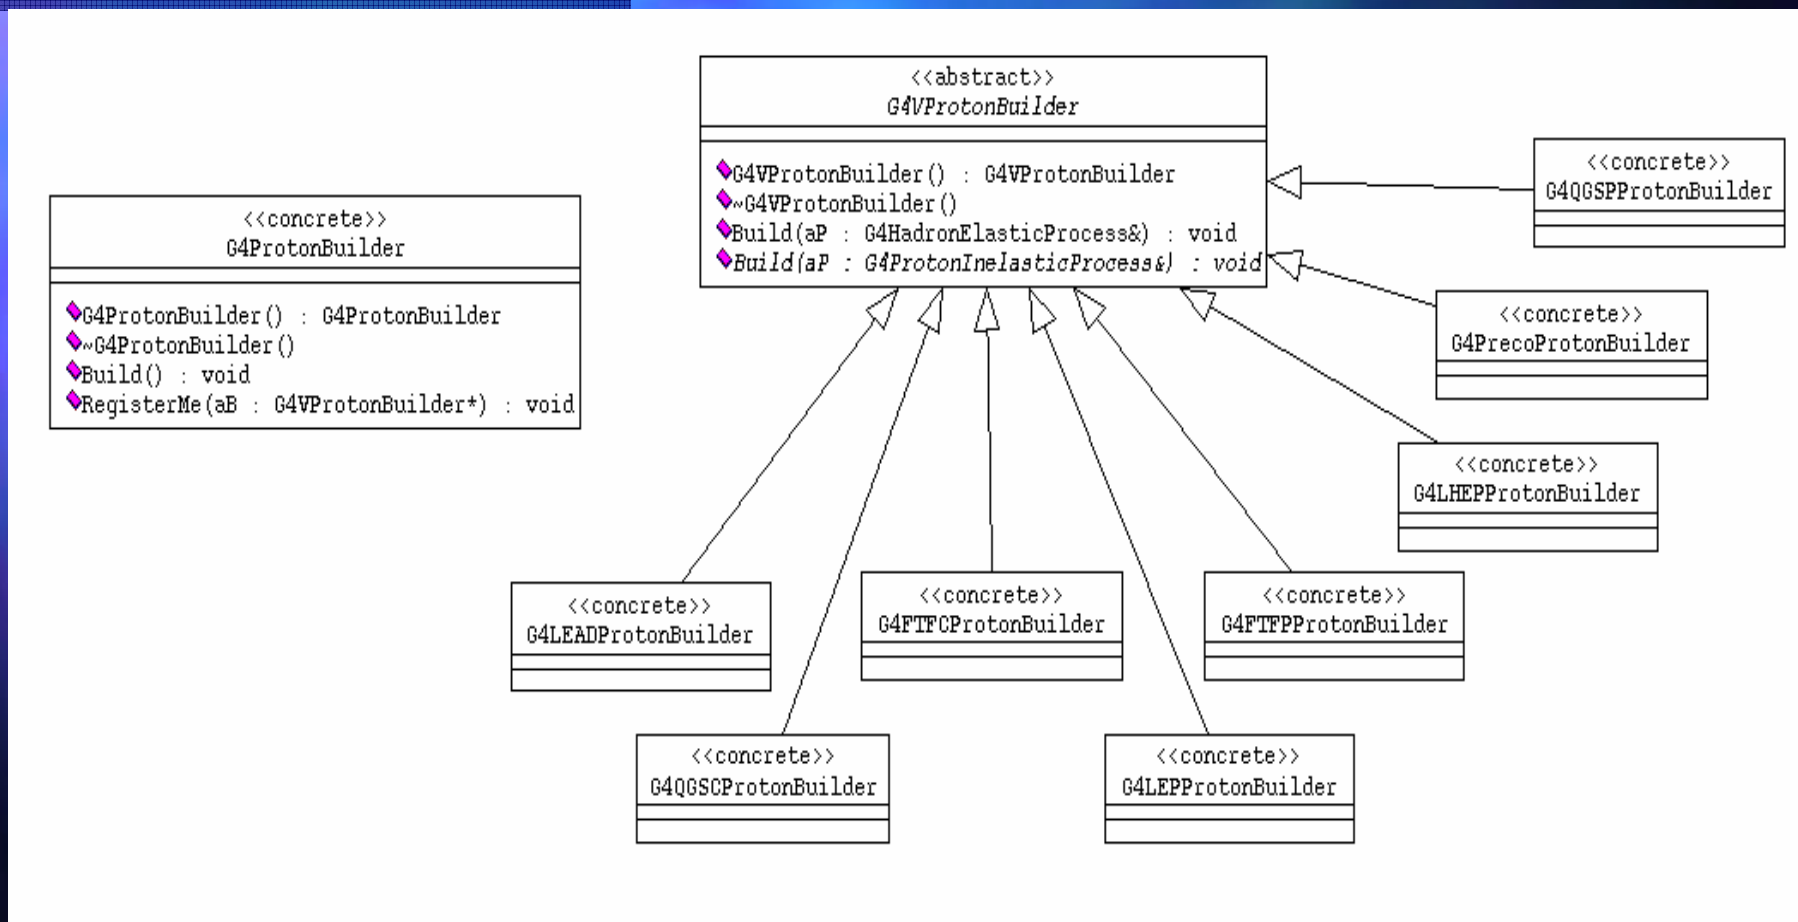 <<abstract>>
G4VProtonBuilder
G4VProtonBuilder() : G4VProtonBuilder
~G4VProtonBuilder()
Build(aP : G4HadronElasticProcess&) : void
Build(aP : G4ProtonInelasticProcess&) : void
<<concrete>>
G4ProtonBuilder
G4ProtonBuilder() : G4ProtonBuilder
~G4ProtonBuilder()
Build() : void
RegisterMe(aB : G4VProtonBuilder*) : void
<<concrete>>
G4QGSPProtonBuilder
<<concrete>>
G4PrecoProtonBuilder
<<concrete>>
G4LHEPProtonBuilder
<<concrete>>
G4LEADProtonBuilder
<<concrete>>
G4FTFCProtonBuilder
<<concrete>>
G4FTFPProtonBuilder
<<concrete>>
G4QGSCProtonBuilder
<<concrete>>
G4LEPProtonBuilder